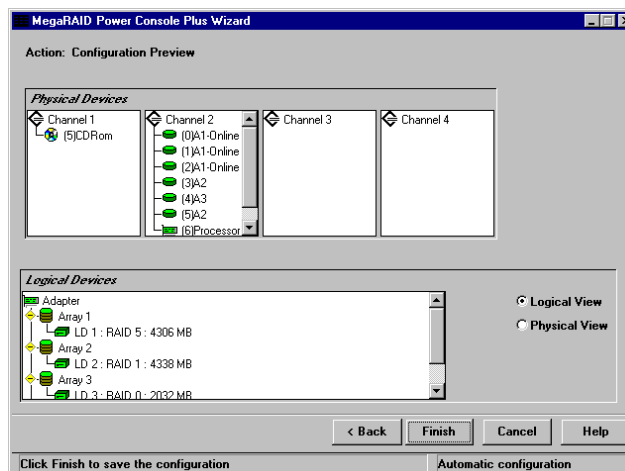 MegaRAID Power Console Plus Wizard
Action: Configuration Preview
Physical Devices
Channel 1
(5)CDRom
Channel 2
(0)A1-Online
(1)A1-Online
(2)A1-Online
(3)A2
(4)A3
(5)A2
(6)Processor
Channel 3
Channel 4
Logical Devices
Adapter
Array 1
LD 1 : RAID 5 : 4306 MB
Array 2
LD 2 : RAID 1 : 4338 MB
Array 3
LD 3 : RAID 0 : 2032 MB
Logical View
Physical View
< Back
Finish
Cancel
Help
Click Finish to save the configuration
Automatic configuration